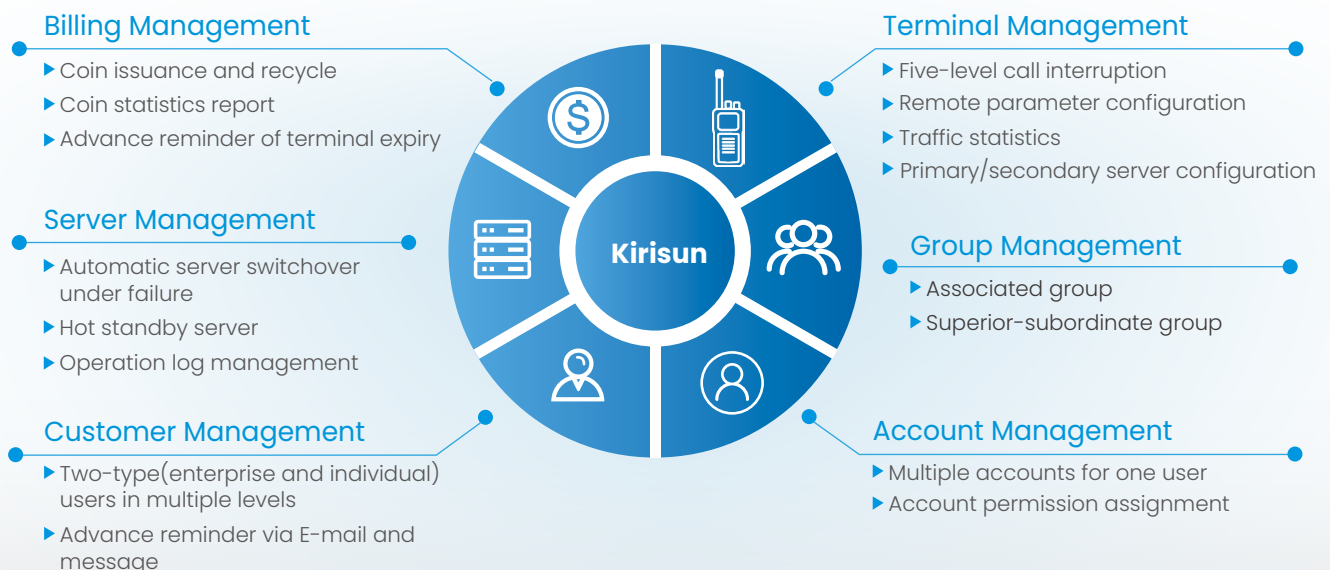 Billing Management
Coin issuance and recycle
Coin statistics report
Advance reminder of terminal expiry
Server Management
Automatic server switchover
under failure
Hot standby server
Operation log management
Customer Management
Two-type(enterprise and individual)
users in multiple levels
Advance reminder via E-mail and
message
$
Kirisun
Terminal Management
Five-level call interruption
Remote parameter configuration
Traffic statistics
Primary/secondary server configuration
Group Management
Associated group
Superior-subordinate group
Account Management
Multiple accounts for one user
Account permission assignment